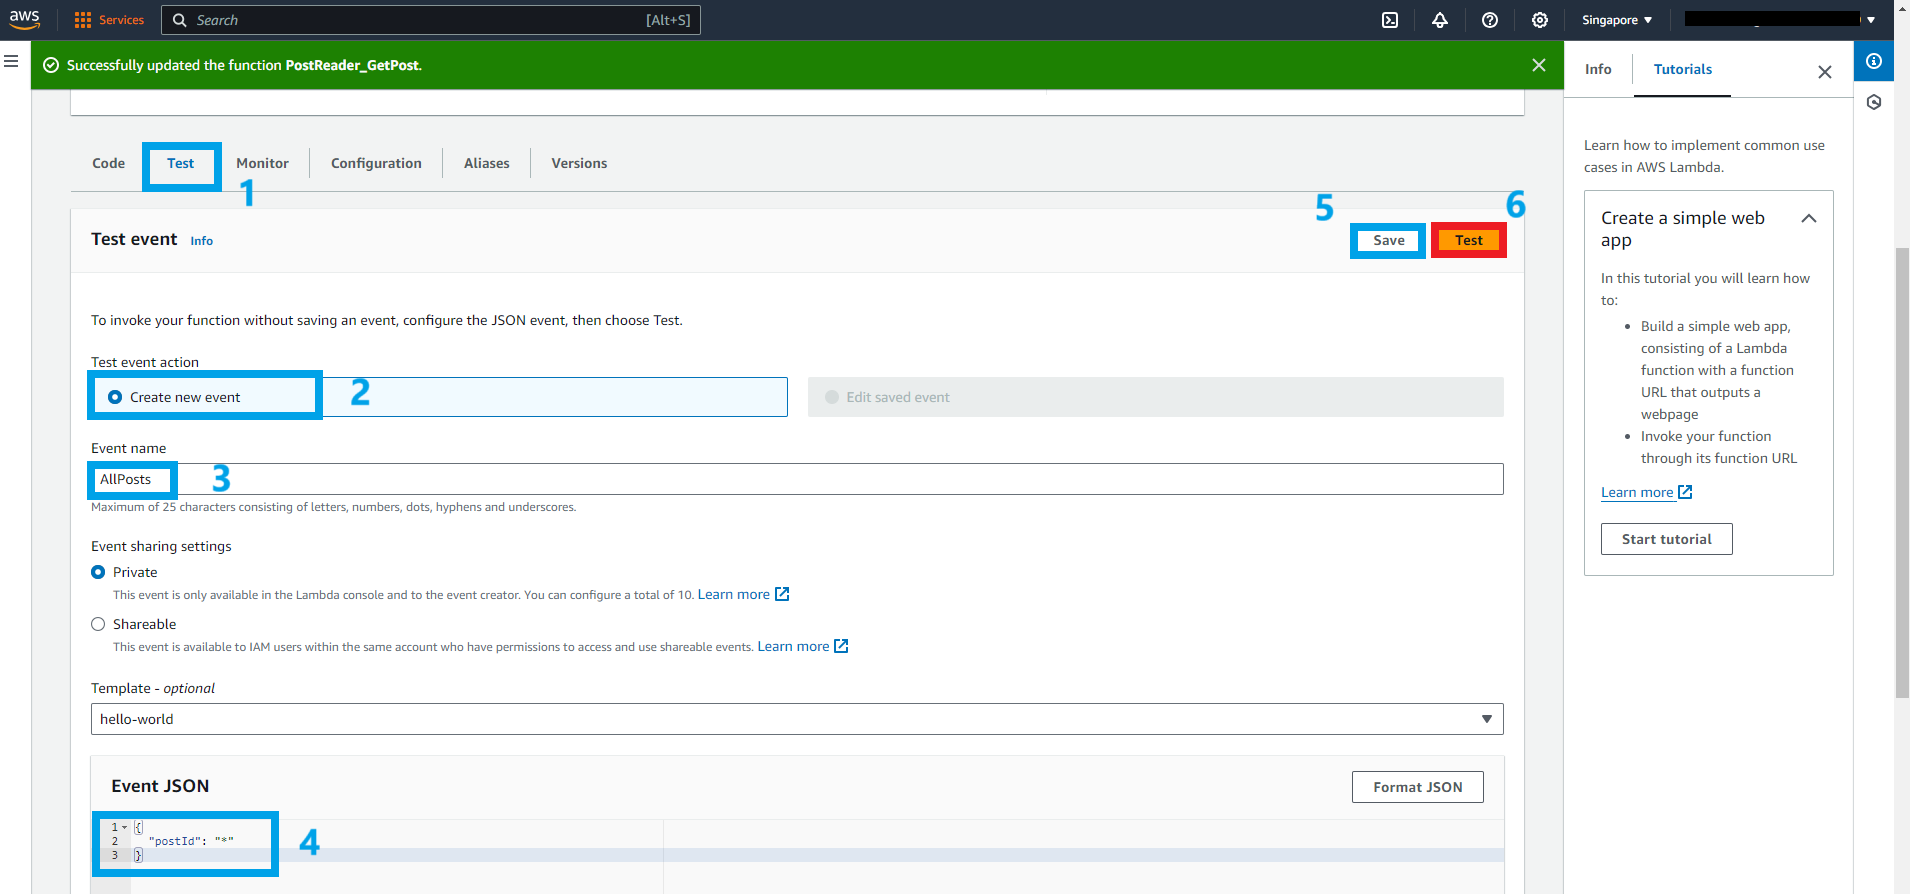 aws
Services
Search
[Alt+S]
Singapore
Successfully updated the function PostReader_GetPost.
Info
Tutorials
Code
Test
Monitor
Configuration
Aliases
Versions
1
5
6
Test event
Info
Save
Test
To invoke your function without saving an event, configure the JSON event, then choose Test.
Test event action
Create new event
2
Edit saved event
Event name
AllPosts
3
Maximum of 25 characters consisting of letters, numbers, dots, hyphens and underscores.
Event sharing settings
Private
This event is only available in the Lambda console and to the event creator. You can configure a total of 10. Learn more
Shareable
This event is available to IAM users within the same account who have permissions to access and use shareable events. Learn more
Template - optional
hello-world
Event JSON
Format JSON
1 {
2 "postId": "*"
3 }
4
Learn how to implement common use
cases in AWS Lambda.
Create a simple web
app
In this tutorial you will learn how
to:
• Build a simple web app,
consisting of a Lambda
function with a function
URL that outputs a
webpage
• Invoke your function
through its function URL
Learn more
Start tutorial